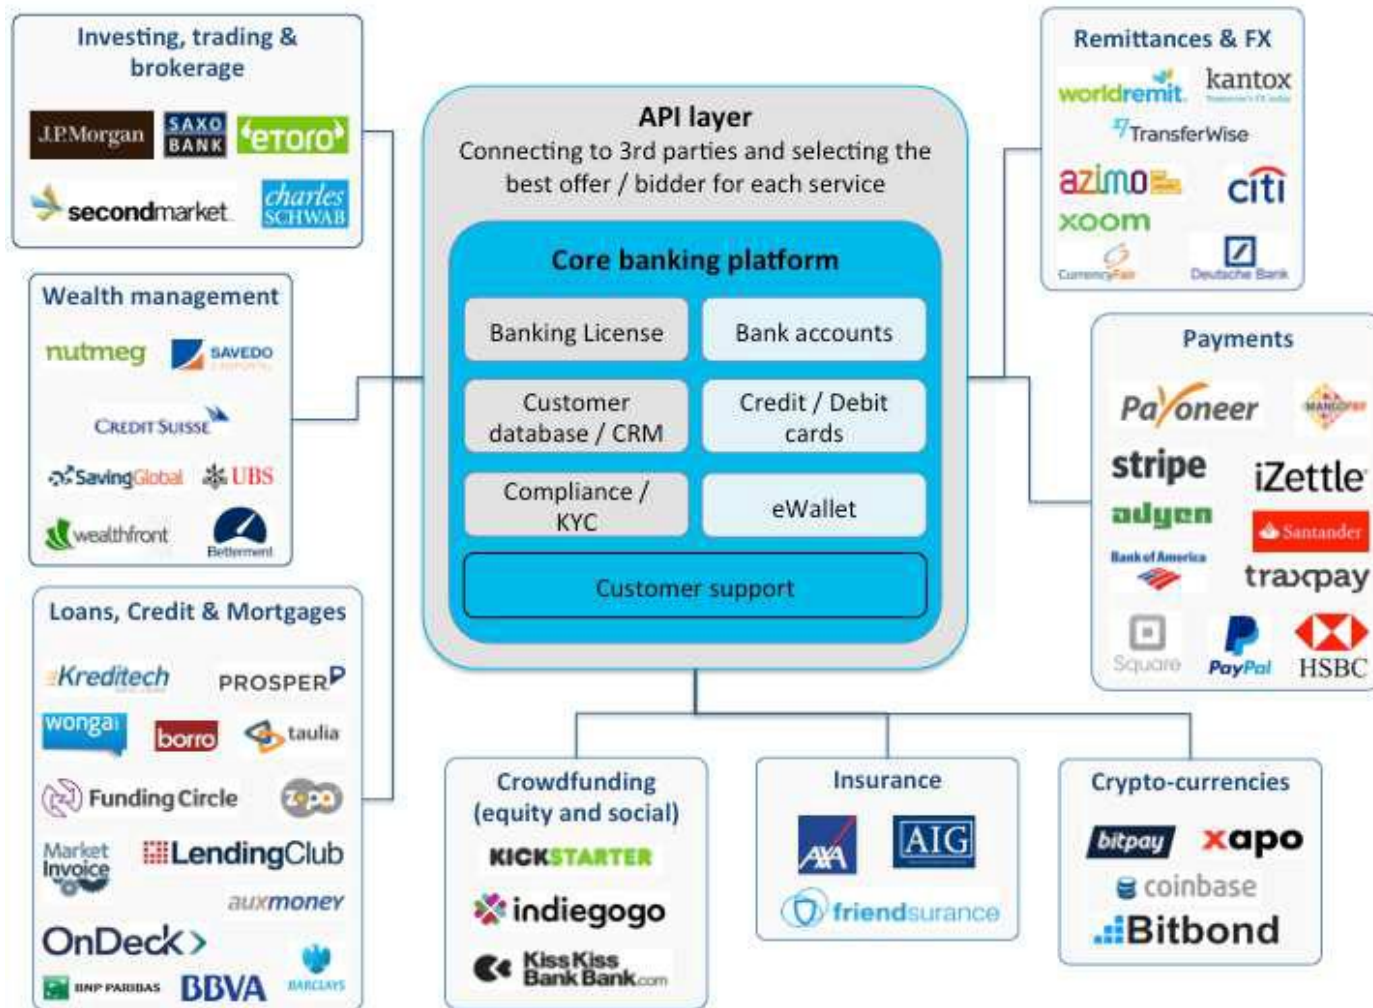 Investing, trading &
brokerage
J.P.Morgan
SAXO
BANK
eToro
secondmarket
charles
SCHWAB
Wealth management
nutmeg
SAVEDO
CREDIT SUISSE
SavingGlobal
UBS
wealthfront
Betterment
Loans, Credit & Mortgages
Kreditech
PROSPER
wonga
borro
taulia
Funding Circle
ZOPO
Market
Invoice
LendingClub
auxmoney
OnDeck>
BNP PARIBAS
BBVA
BARCLAYS
API layer
Connecting to 3rd parties and selecting the
best offer / bidder for each service
Core banking platform
Banking License
Bank accounts
Customer
database / CRM
Credit / Debit
cards
Compliance /
KYC
eWallet
Customer support
Crowdfunding
(equity and social)
KICKSTARTER
indiegogo
KissKiss
BankBank.com
Insurance
AXA
AIG
friendsurance
Crypto-currencies
bitpay
xapo
coinbase
Bitbond
Remittances & FX
worldremit
kantox
Tomorrow's FX today
TransferWise
azimo
citi
xoom
CurrencyFair
Deutsche Bank
Payments
Payoneer
MANGOPAY
stripe
iZettle
adyen
Santander
Bank of America
traxpay
Square
PayPal
HSBC